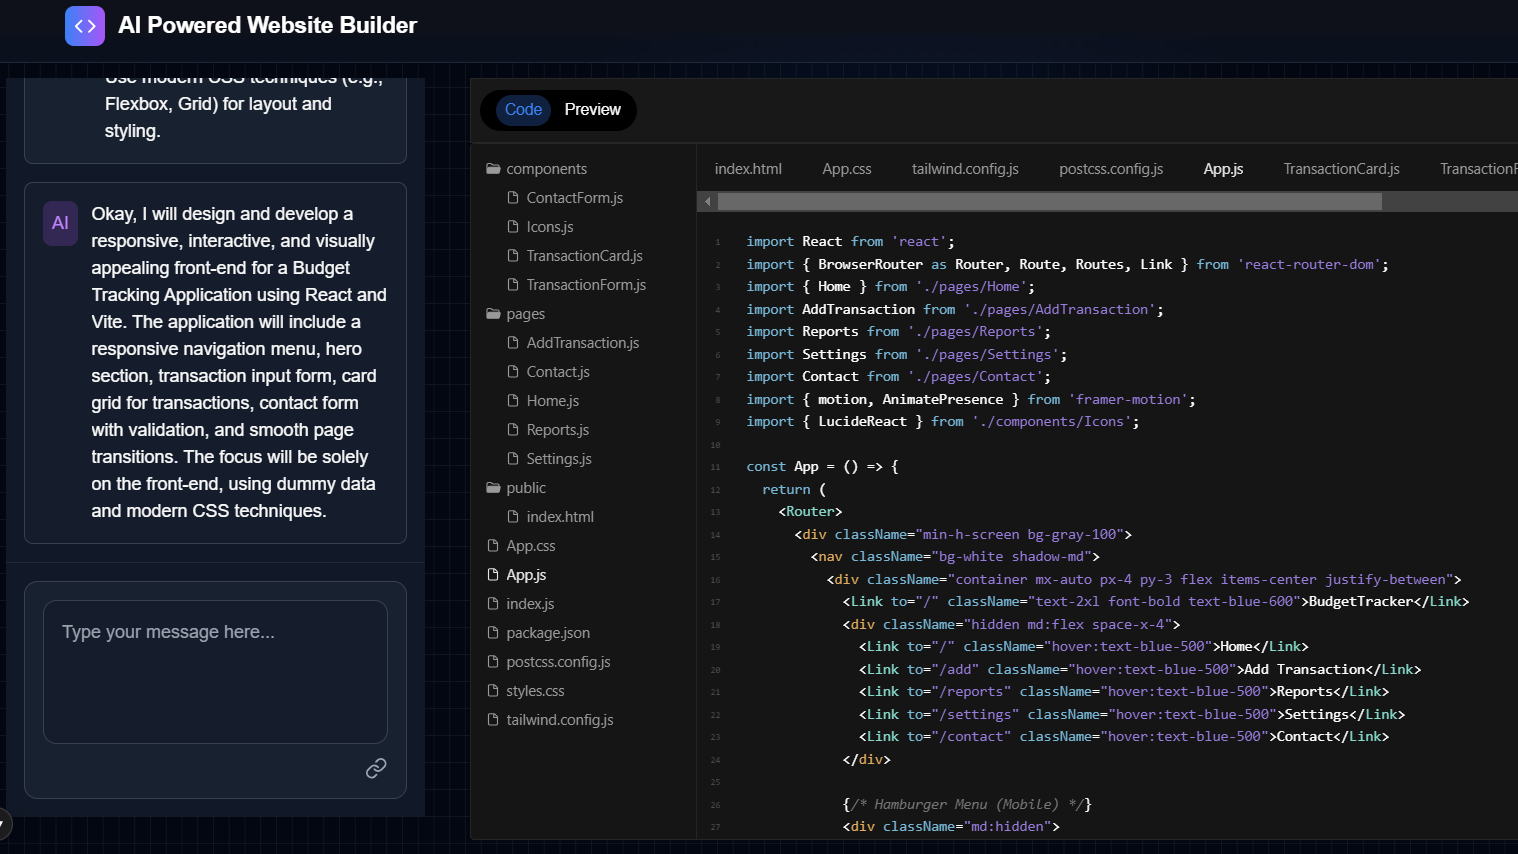 AI Powered Website Builder
Use modern CSS techniques (e.g.,
Flexbox, Grid) for layout and
styling.
AI
Okay, I will design and develop a
responsive, interactive, and visually
appealing front-end for a Budget
Tracking Application using React and
Vite. The application will include a
responsive navigation menu, hero
section, transaction input form, card
grid for transactions, contact form
with validation, and smooth page
transitions. The focus will be solely
on the front-end, using dummy data
and modern CSS techniques.
Type your message here...
Code Preview
components
ContactForm.js
Icons.js
TransactionCard.js
TransactionForm.js
pages
AddTransaction.js
Contact.js
Home.js
Reports.js
Settings.js
public
index.html
App.css
App.js
index.js
package.json
postcss.config.js
styles.css
tailwind.config.js
index.html App.css tailwind.config.js postcss.config.js App.js TransactionCard.js TransactionF
1 import React from 'react';
2 import { BrowserRouter as Router, Route, Routes, Link } from 'react-router-dom';
3 import { Home } from './pages/Home';
4 import AddTransaction from './pages/AddTransaction';
5 import Reports from './pages/Reports';
6 import Settings from './pages/Settings';
7 import Contact from './pages/Contact';
8 import { motion, AnimatePresence } from 'framer-motion';
9 import { LucideReact } from './components/Icons';
10
11 const App = () => {
12 return (
13 <Router>
14 <div className="min-h-screen bg-gray-100">
15 <nav className="bg-white shadow-md">
16 <div className="container mx-auto px-4 py-3 flex items-center justify-between">
17 <Link to="/" className="text-2xl font-bold text-blue-600">BudgetTracker</Link>
18 <div className="hidden md:flex space-x-4">
19 <Link to="/" className="hover:text-blue-500">Home</Link>
20 <Link to="/add" className="hover:text-blue-500">Add Transaction</Link>
21 <Link to="/reports" className="hover:text-blue-500">Reports</Link>
22 <Link to="/settings" className="hover:text-blue-500">Settings</Link>
23 <Link to="/contact" className="hover:text-blue-500">Contact</Link>
24 </div>
25
26 {/* Hamburger Menu (Mobile) */}
27 <div className="md:hidden">